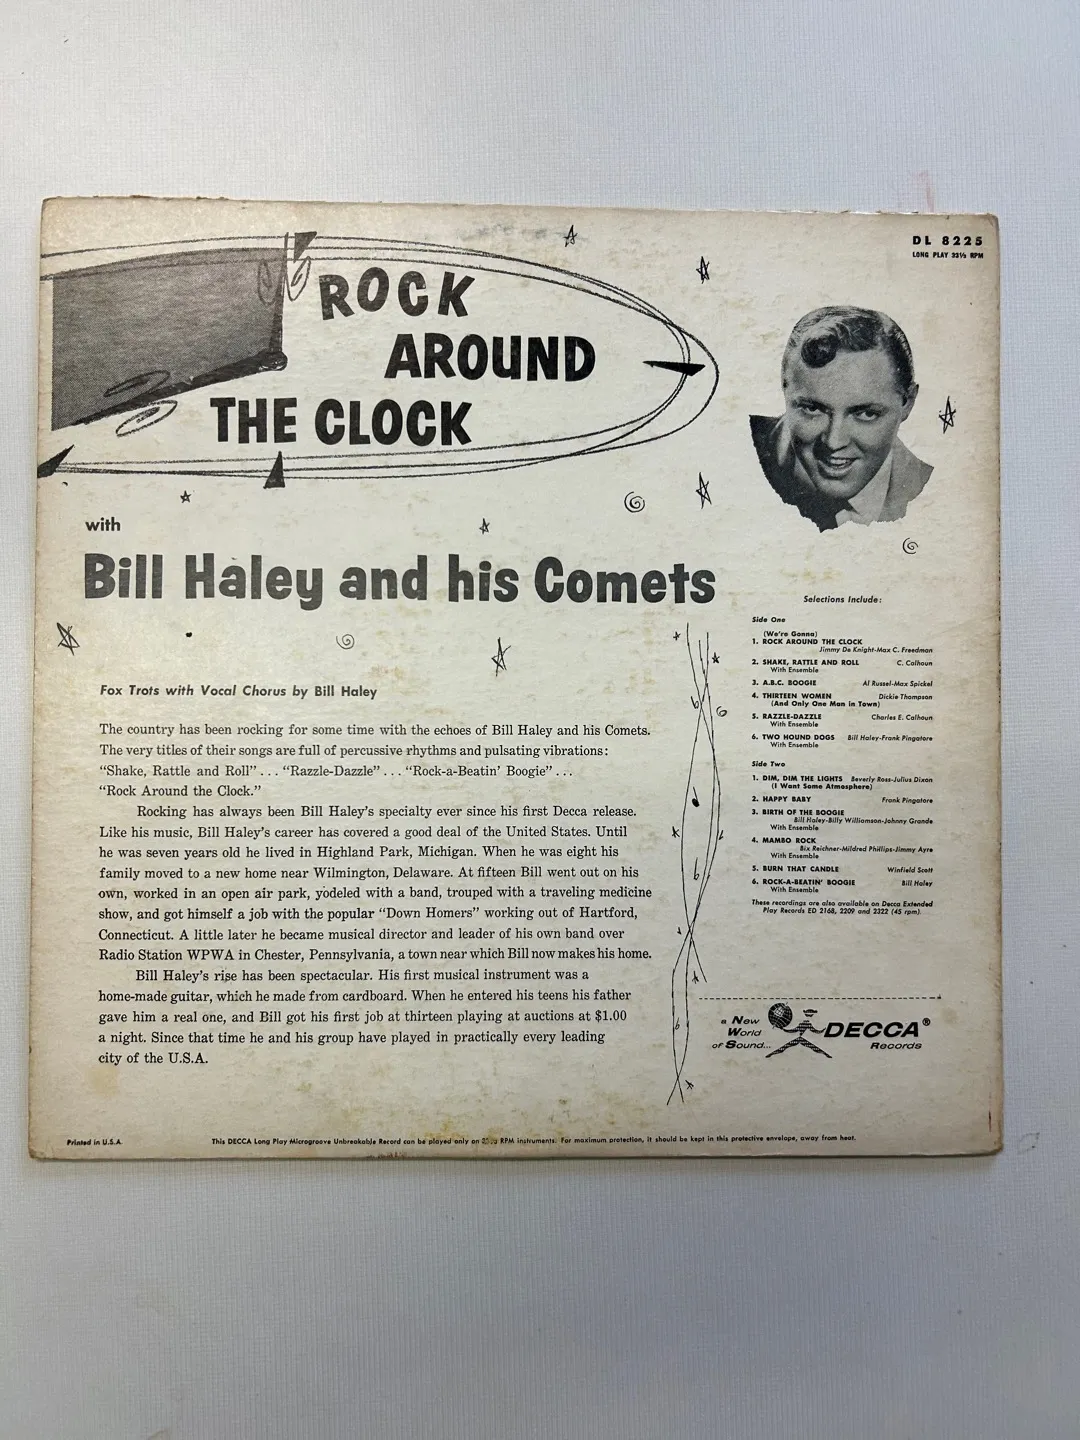 DL 8225
LONG PLAY 33⅓ RPM
ROCK
AROUND
THE CLOCK
with
Bill Haley and his Comets
Fox Trots with Vocal Chorus by Bill Haley
The country has been rocking for some time with the echoes of Bill Haley and his Comets.
The very titles of their songs are full of percussive rhythms and pulsating vibrations:
“Shake, Rattle and Roll” . . . “Razzle-Dazzle” . . . “Rock-a-Beatin’ Boogie” . . .
“Rock Around the Clock.”
Rocking has always been Bill Haley’s specialty ever since his first Decca release.
Like his music, Bill Haley’s career has covered a good deal of the United States. Until
he was seven years old he lived in Highland Park, Michigan. When he was eight his
family moved to a new home near Wilmington, Delaware. At fifteen Bill went out on his
own, worked in an open air park, yodeled with a band, trouped with a traveling medicine
show, and got himself a job with the popular “Down Homers” working out of Hartford,
Connecticut. A little later he became musical director and leader of his own band over
Radio Station WPWA in Chester, Pennsylvania, a town near which Bill now makes his home.
Bill Haley’s rise has been spectacular. His first musical instrument was a
home-made guitar, which he made from cardboard. When he entered his teens his father
gave him a real one, and Bill got his first job at thirteen playing at auctions at $1.00
a night. Since that time he and his group have played in practically every leading
city of the U.S.A.
Selections Include:
Side One
(We’re Gonna)
1. ROCK AROUND THE CLOCK
Jimmy De Knight-Max C. Freedman
2. SHAKE, RATTLE AND ROLL C. Calhoun
With Ensemble
3. A.B.C. BOOGIE Al Russel-Max Spickel
4. THIRTEEN WOMEN Dickie Thompson
(And Only One Man in Town)
5. RAZZLE-DAZZLE Charles E. Calhoun
With Ensemble
6. TWO HOUND DOGS Bill Haley-Frank Pingatore
With Ensemble
Side Two
1. DIM, DIM THE LIGHTS Beverly Ross-Julius Dixon
(I Want Some Atmosphere)
2. HAPPY BABY Frank Pingatore
3. BIRTH OF THE BOOGIE
Bill Haley-Billy Williamson-Johnny Grande
With Ensemble
4. MAMBO ROCK
Bix Reichner-Mildred Phillips-Jimmy Ayre
With Ensemble
5. BURN THAT CANDLE Winfield Scott
6. ROCK-A-BEATIN’ BOOGIE Bill Haley
With Ensemble
These recordings are also available on Decca Extended
Play Records ED 2168, 2209 and 2322 (45 rpm).
a New
World
of Sound...
DECCA®
Records
Printed in U.S.A.
This DECCA Long Play Microgroove Unbreakable Record can be played only on RPM instruments. For maximum protection, it should be kept in this protective envelope, away from heat.